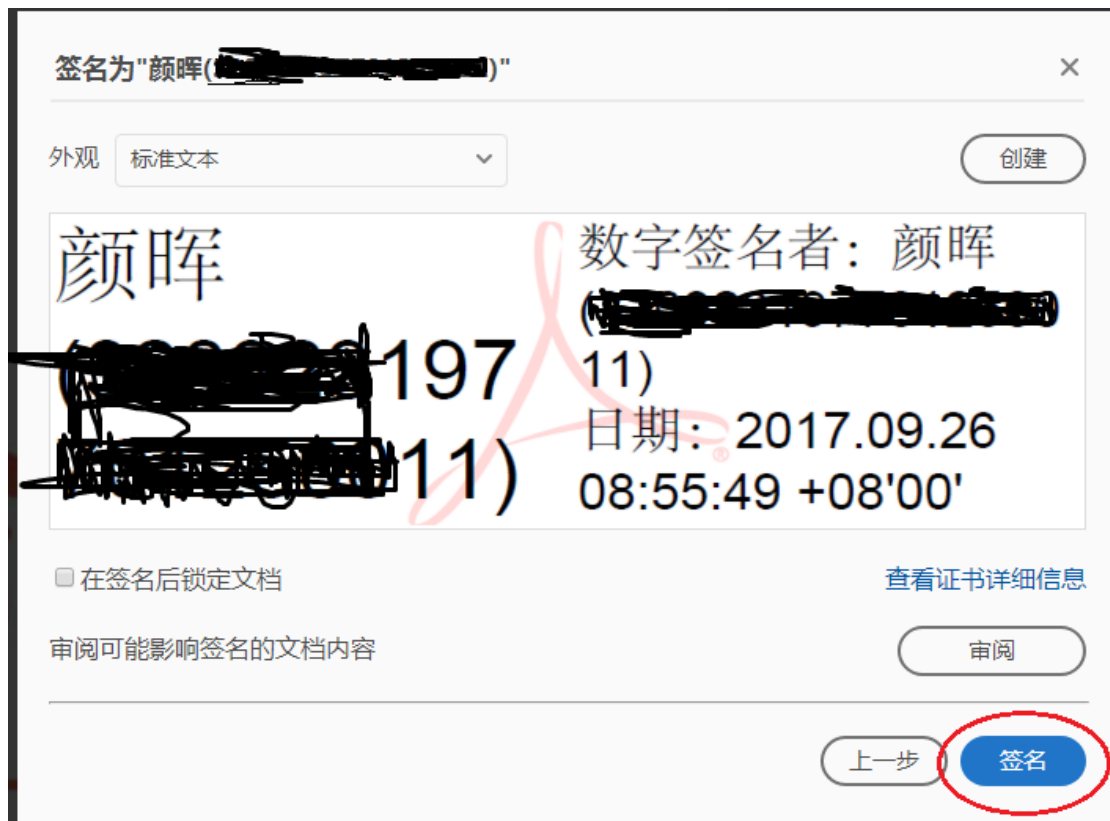 签名为"颜晖()"
外观 标准文本 创建
颜晖
197
11)
数字签名者：颜晖
11)
日期：2017.09.26
08:55:49 +08'00'
在签名后锁定文档 查看证书详细信息
审阅可能影响签名的文档内容 审阅
上一步 签名